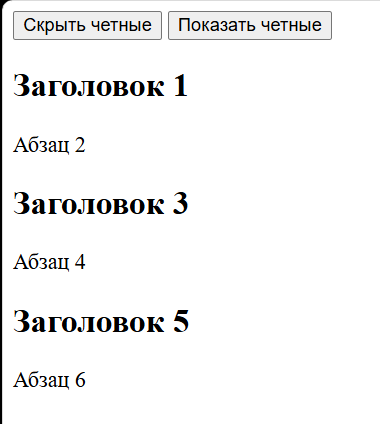 Скрыть четные Показать четные
Заголовок 1
Абзац 2
Заголовок 3
Абзац 4
Заголовок 5
Абзац 6